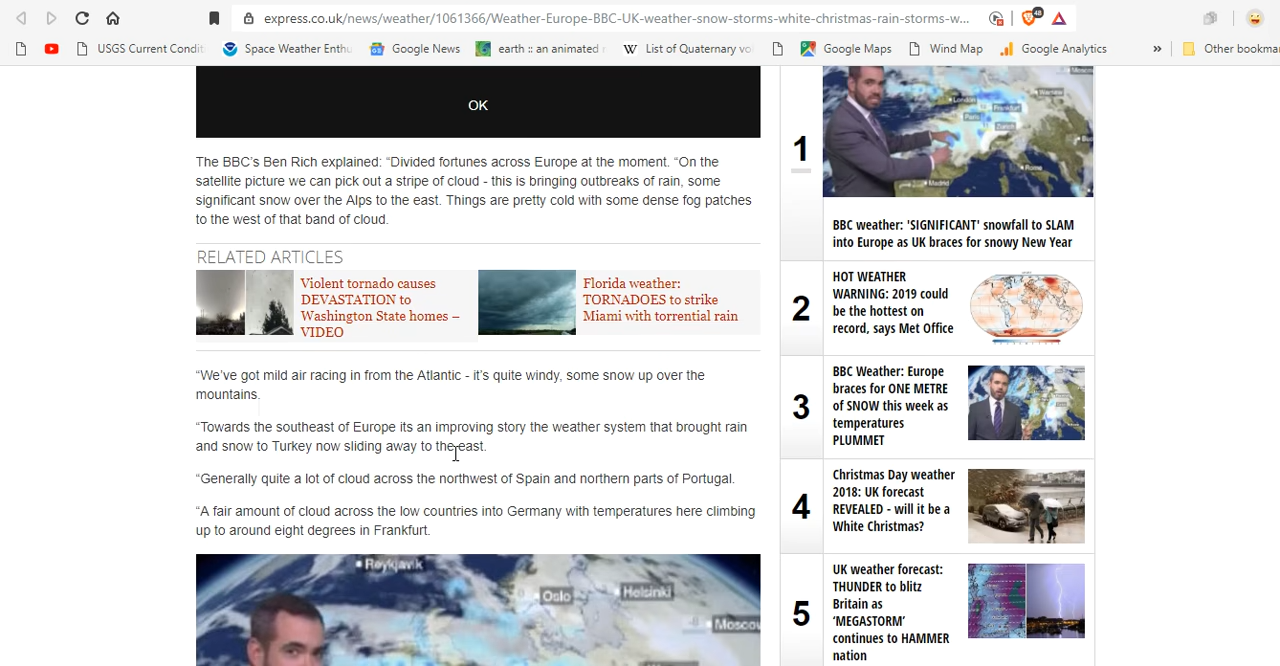 express.co.uk/news/weather/1061366/Weather-Europe-BBC-UK-weather-snow-storms-white-christmas-rain-storms-w...
48
USGS Current Condit
Space Weather Enthu
Google News
earth :: an animated
W List of Quaternary vo
Google Maps
Wind Map
Google Analytics
»
Other bookma
OK
The BBC's Ben Rich explained: “Divided fortunes across Europe at the moment. “On the
satellite picture we can pick out a stripe of cloud - this is bringing outbreaks of rain, some
significant snow over the Alps to the east. Things are pretty cold with some dense fog patches
to the west of that band of cloud.
RELATED ARTICLES
Violent tornado causes
DEVASTATION to
Washington State homes –
VIDEO
Florida weather:
TORNADOES to strike
Miami with torrential rain
“We've got mild air racing in from the Atlantic - it's quite windy, some snow up over the
mountains.
“Towards the southeast of Europe its an improving story the weather system that brought rain
and snow to Turkey now sliding away to the east.
“Generally quite a lot of cloud across the northwest of Spain and northern parts of Portugal.
“A fair amount of cloud across the low countries into Germany with temperatures here climbing
up to around eight degrees in Frankfurt.
Reykjavik
Oslo
Helsinki
Moscow
1
London
Warsaw
Frankfurt
Paris
Zurich
Rome
Madrid
BBC weather: 'SIGNIFICANT' snowfall to SLAM
into Europe as UK braces for snowy New Year
2
HOT WEATHER
WARNING: 2019 could
be the hottest on
record, says Met Office
3
BBC Weather: Europe
braces for ONE METRE
of SNOW this week as
temperatures
PLUMMET
4
Christmas Day weather
2018: UK forecast
REVEALED - will it be a
White Christmas?
5
UK weather forecast:
THUNDER to blitz
Britain as
‘MEGASTORM’
continues to HAMMER
nation